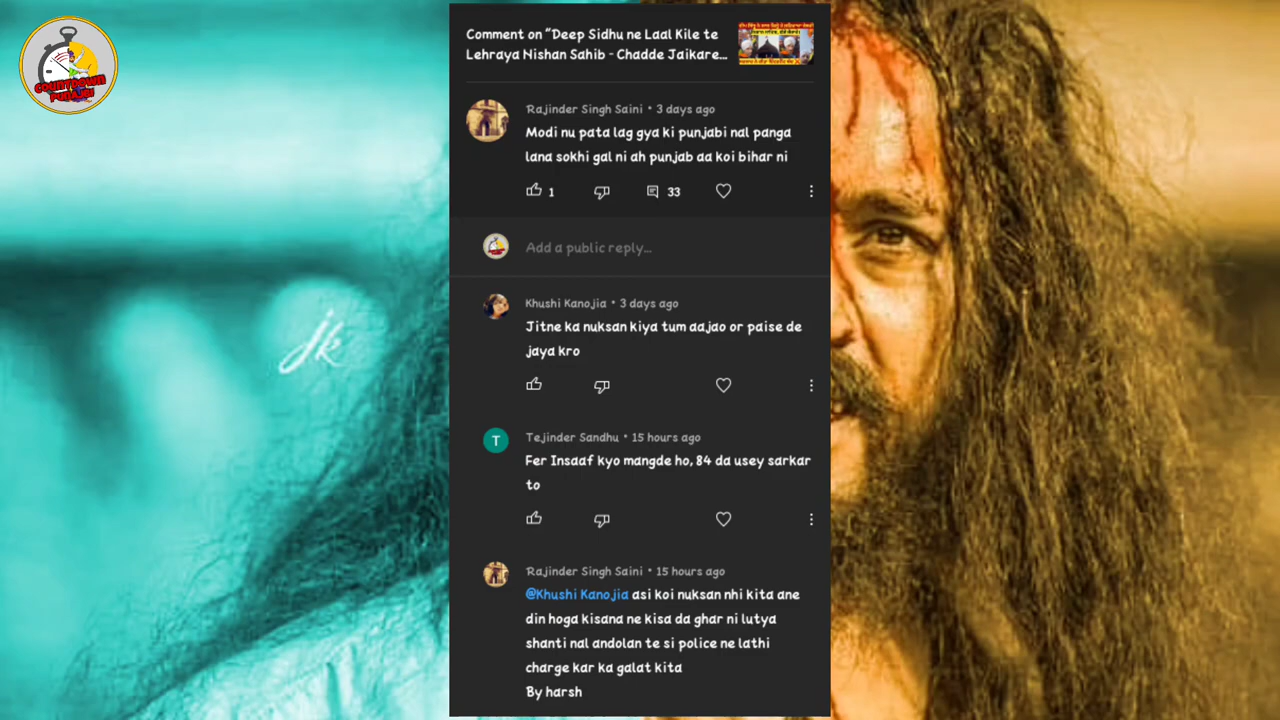 COUNTDOWN
PUNJABI
jk
Comment on "Deep Sidhu ne Laal Kile te
Lehraya Nishan Sahib - Chadde Jaikare...
Rajinder Singh Saini • 3 days ago
Modi nu pata lag gya ki punjabi nal panga
lana sokhi gal ni ah punjab aa koi bihar ni
1
33
Add a public reply...
Khushi Kanojia • 3 days ago
Jitne ka nuksan kiya tum aajao or paise de
jaya kro
T
Tejinder Sandhu • 15 hours ago
Fer Insaaf kyo mangde ho, 84 da usey sarkar
to
Rajinder Singh Saini • 15 hours ago
@Khushi Kanojia asi koi nuksan nhi kita ane
din hoga kisana ne kisa da ghar ni lutya
shanti nal andolan te si police ne lathi
charge kar ka galat kita
By harsh